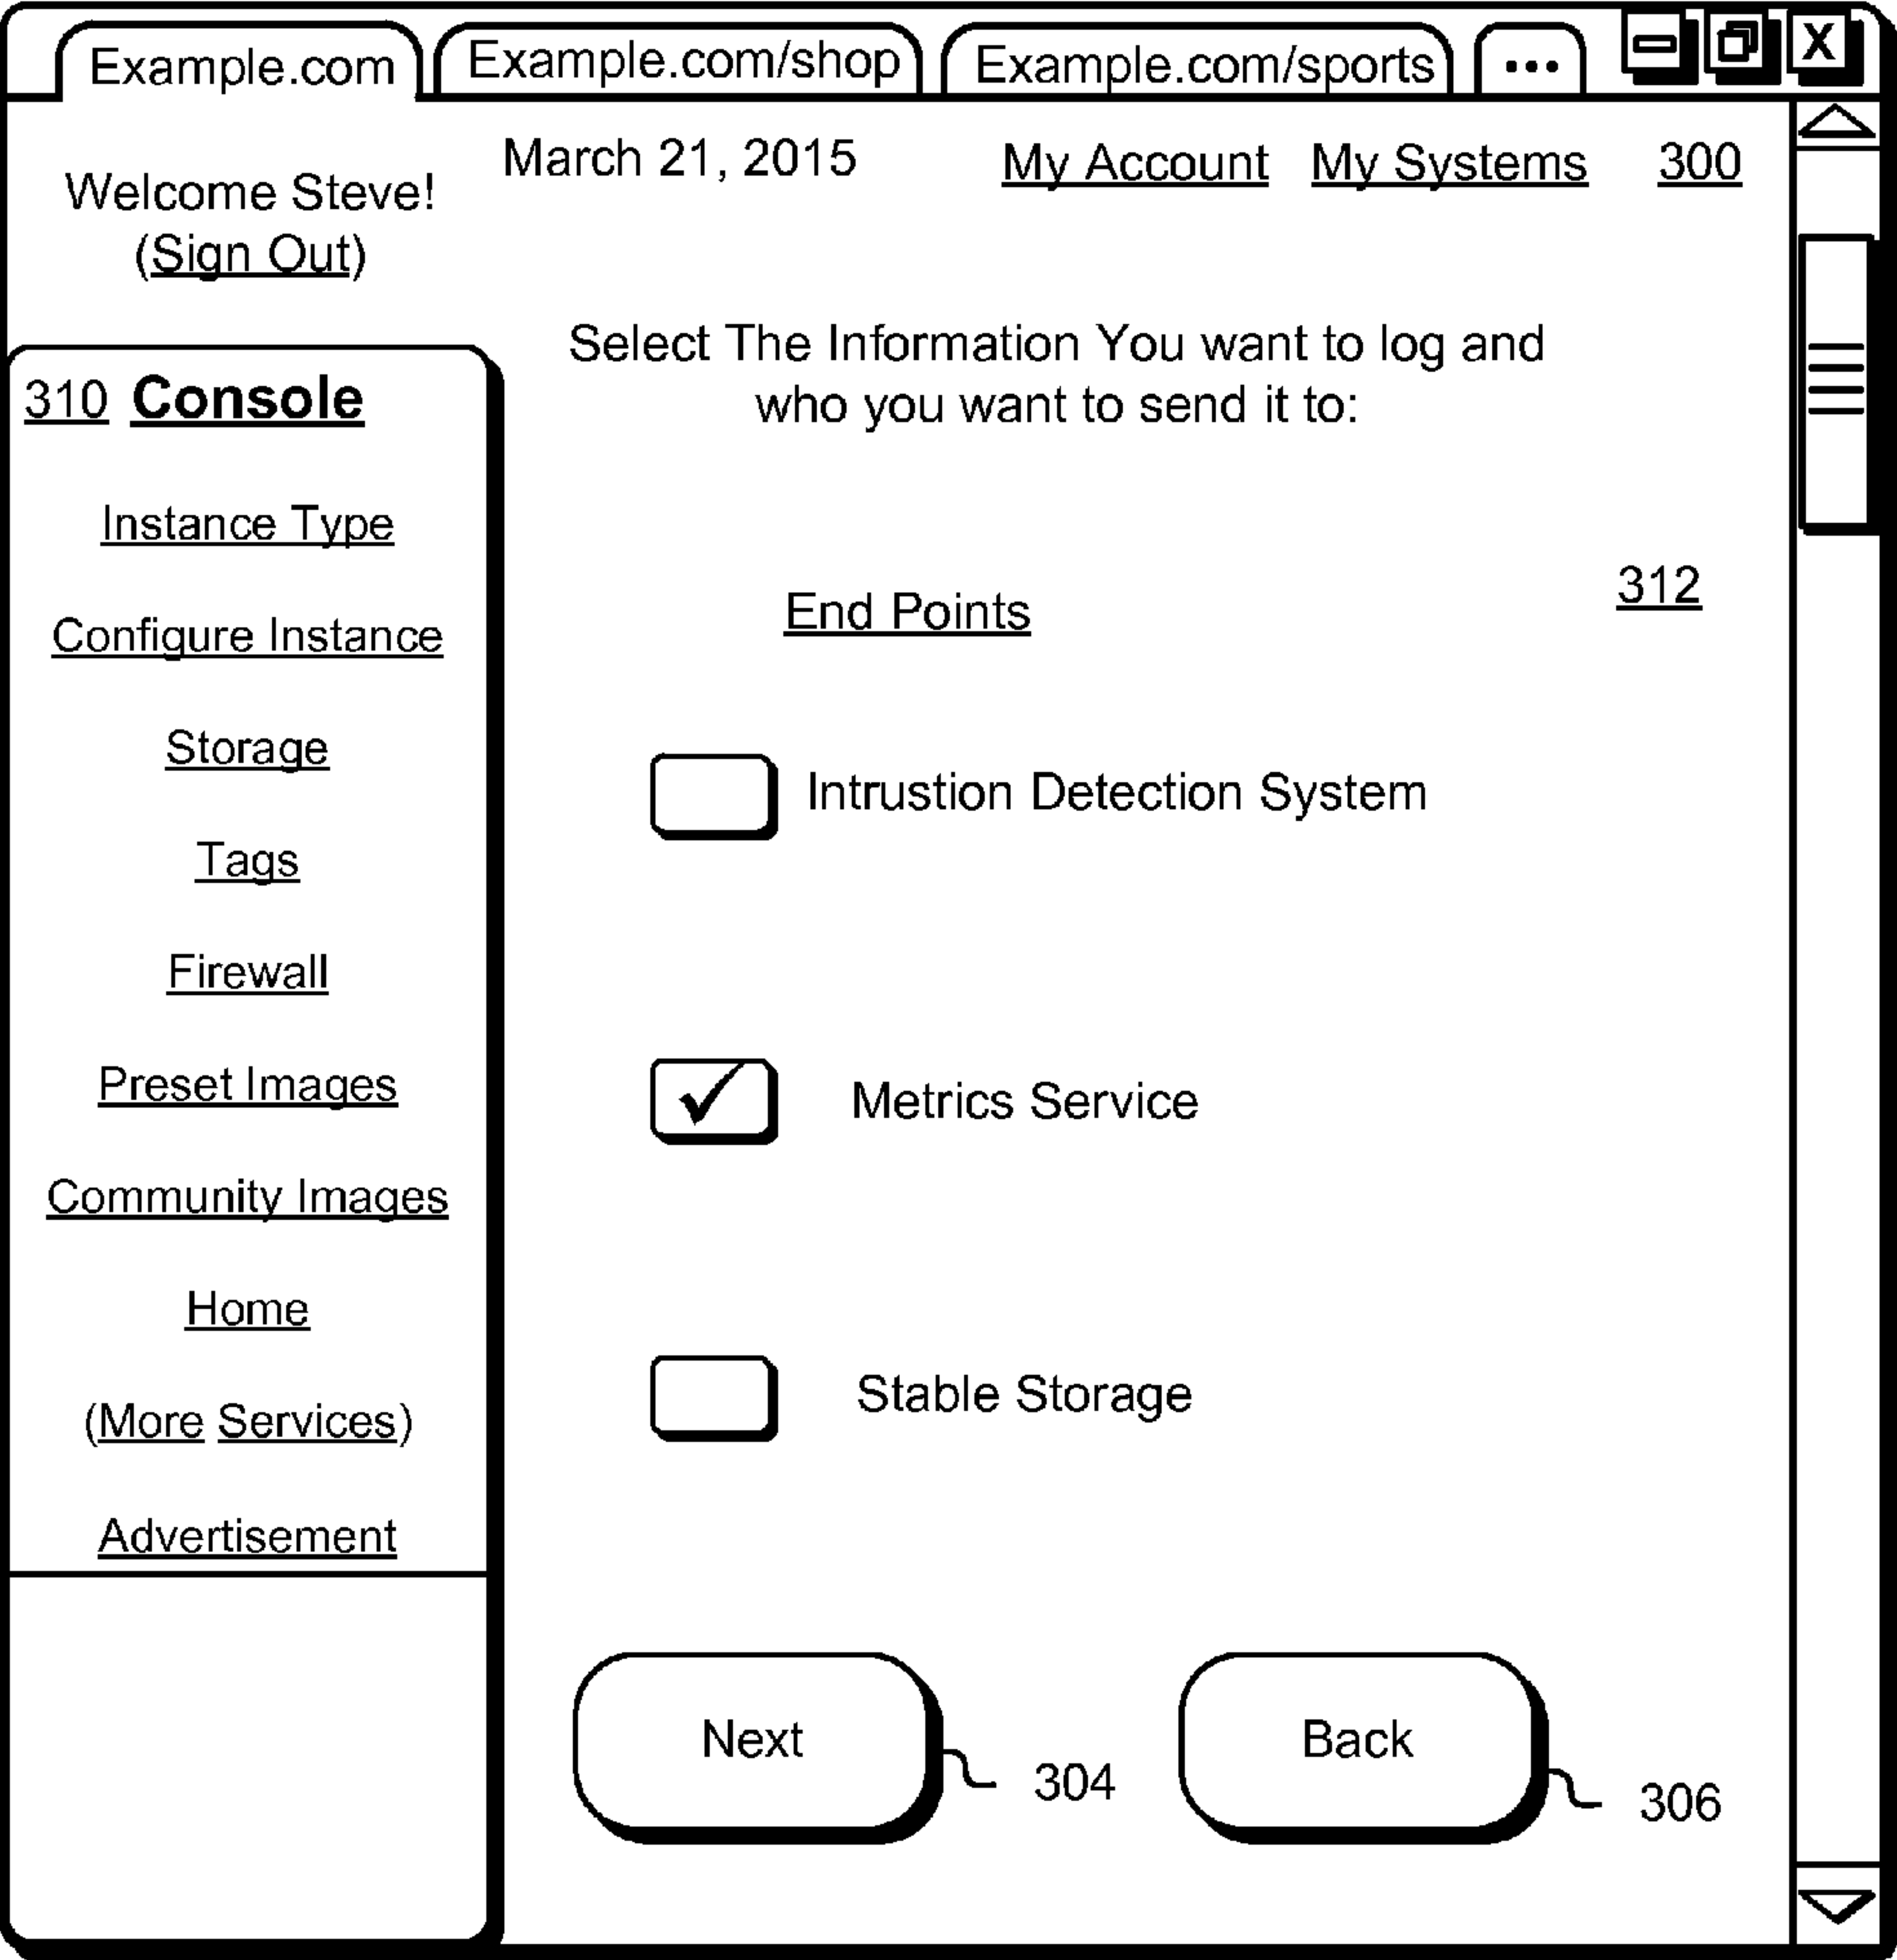 Example.com
Example.com/shop
Example.com/sports
...
X
Welcome Steve!
(Sign Out)
March 21, 2015
My Account
My Systems
300
Select The Information You want to log and
who you want to send it to:
310 Console
Instance Type
Configure Instance
Storage
Tags
Firewall
Preset Images
Community Images
Home
(More Services)
Advertisement
End Points
312
Intrustion Detection System
Metrics Service
Stable Storage
Next
304
Back
306